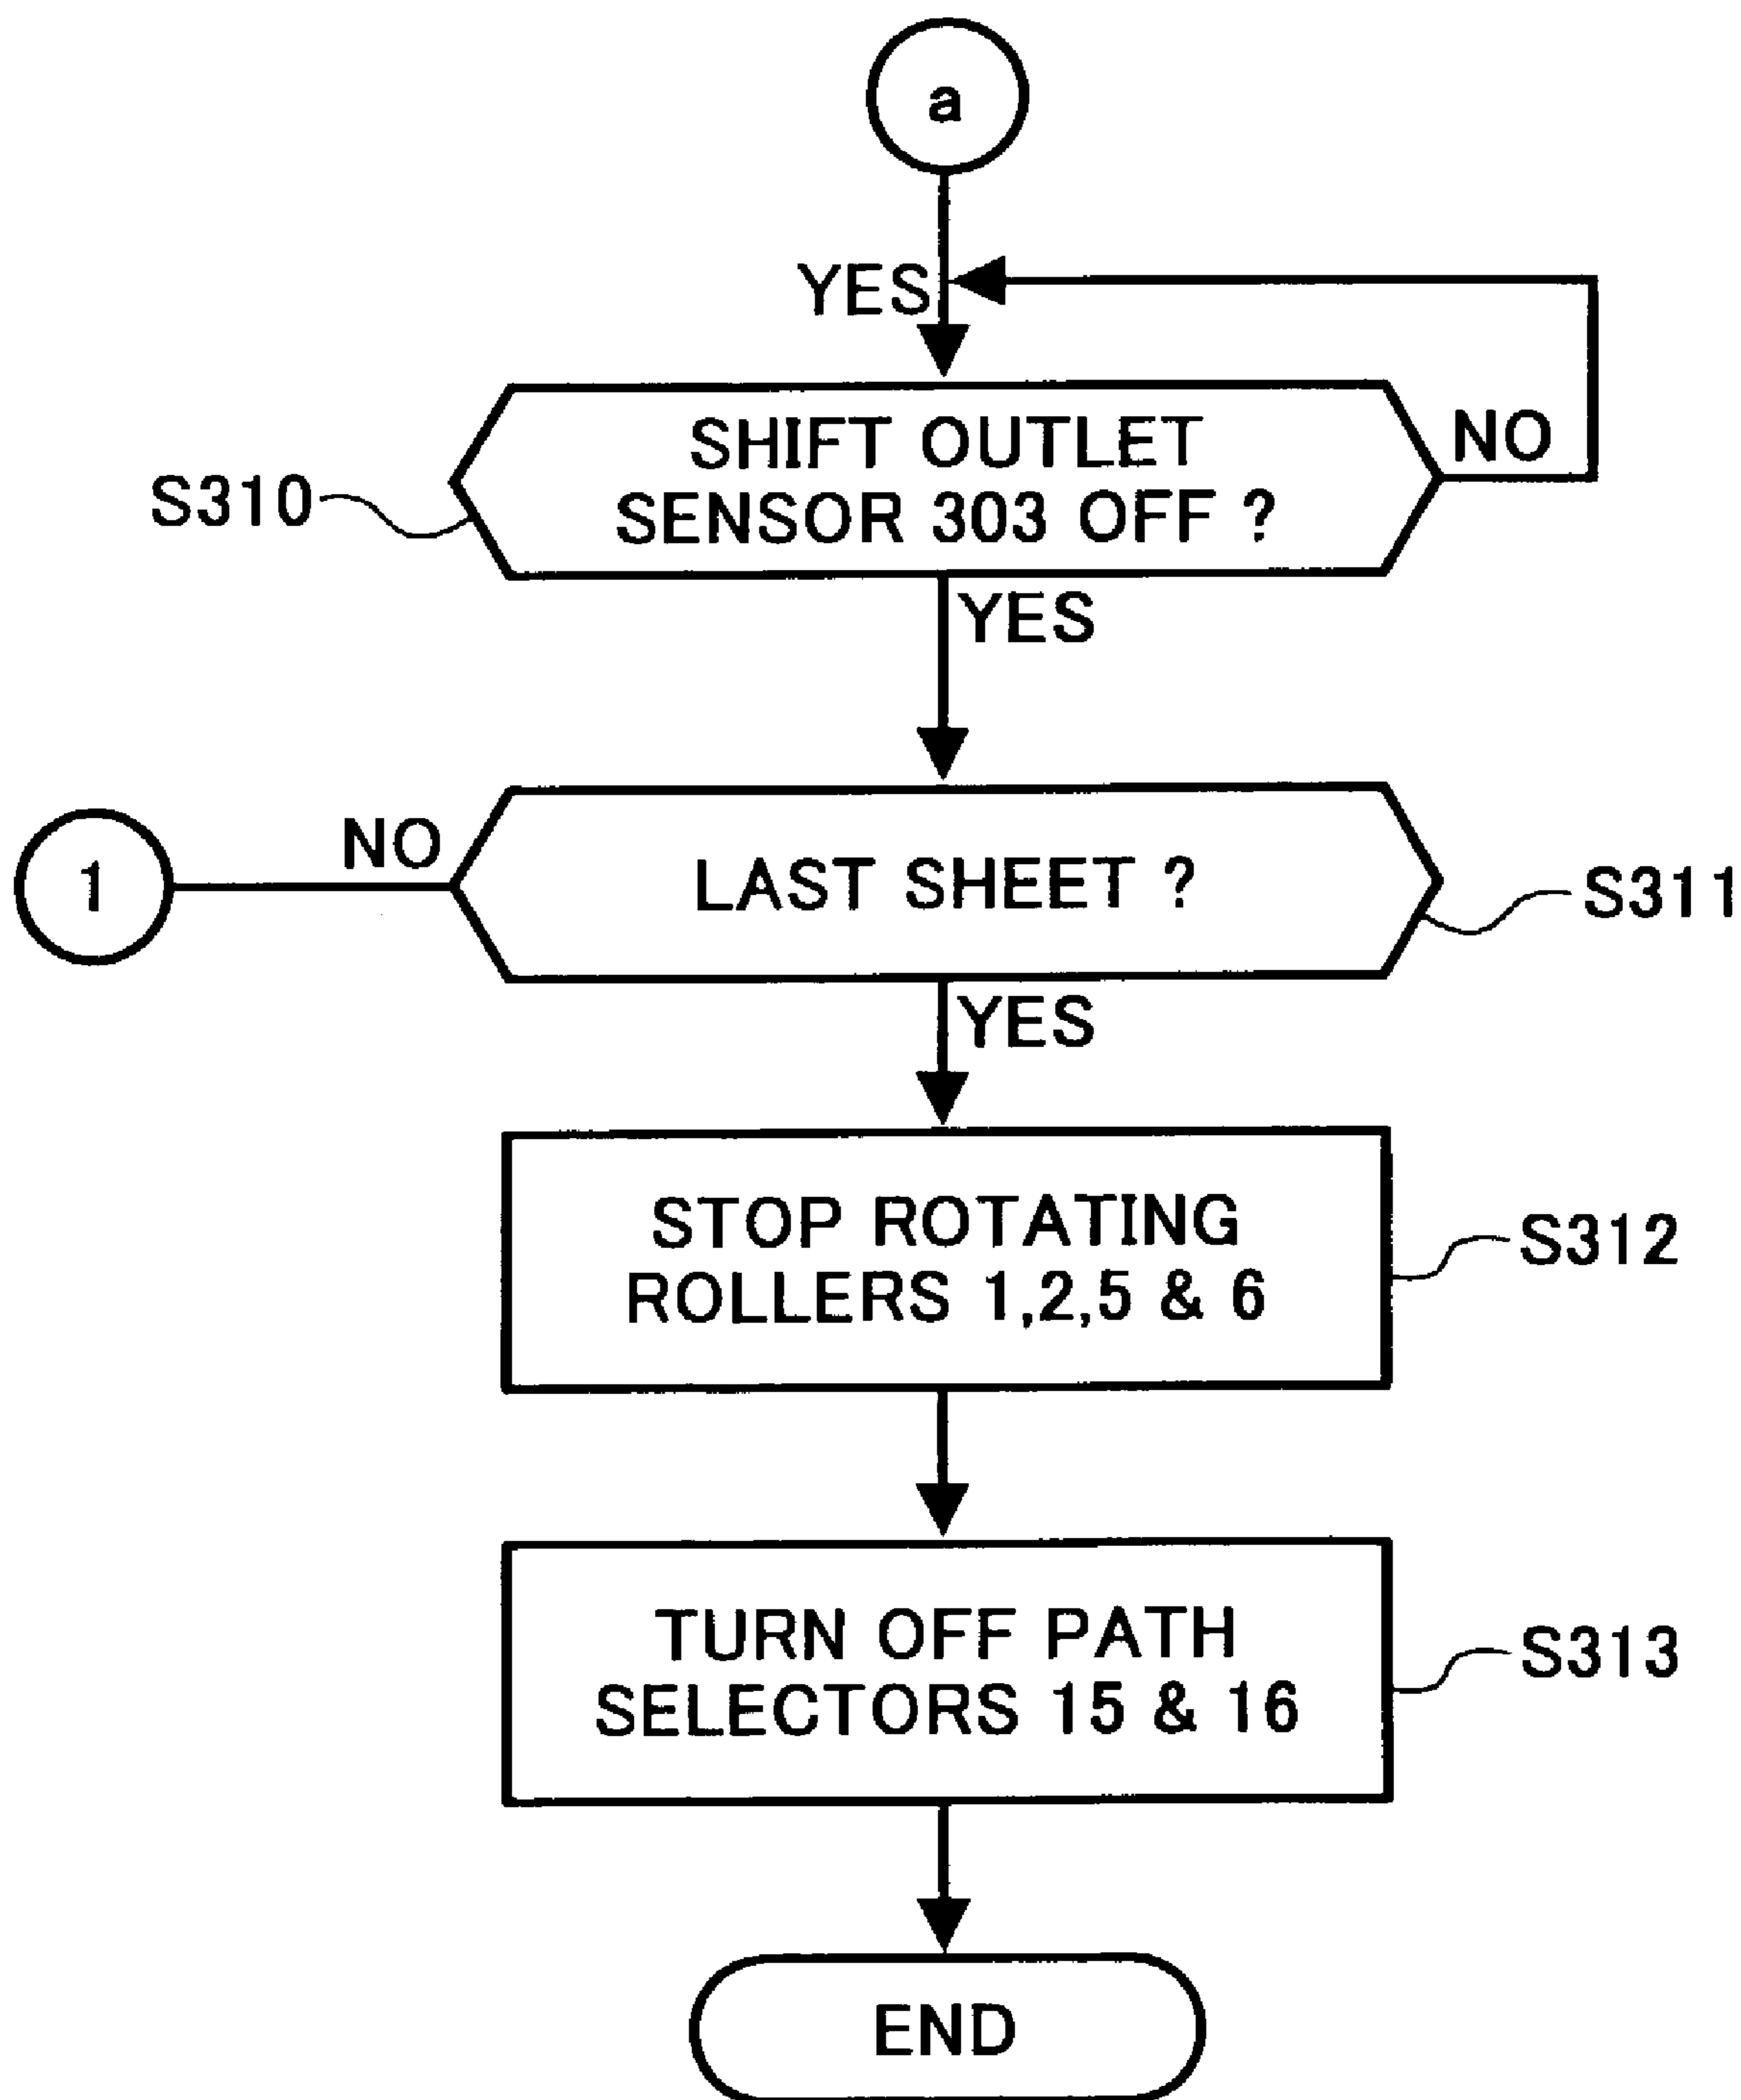 a
YES
SHIFT OUTLET
SENSOR 303 OFF ?
NO
S310
YES
1
NO
LAST SHEET ?
S311
YES
STOP ROTATING
ROLLERS 1,2,5 & 6
S312
TURN OFF PATH
SELECTORS 15 & 16
S313
END